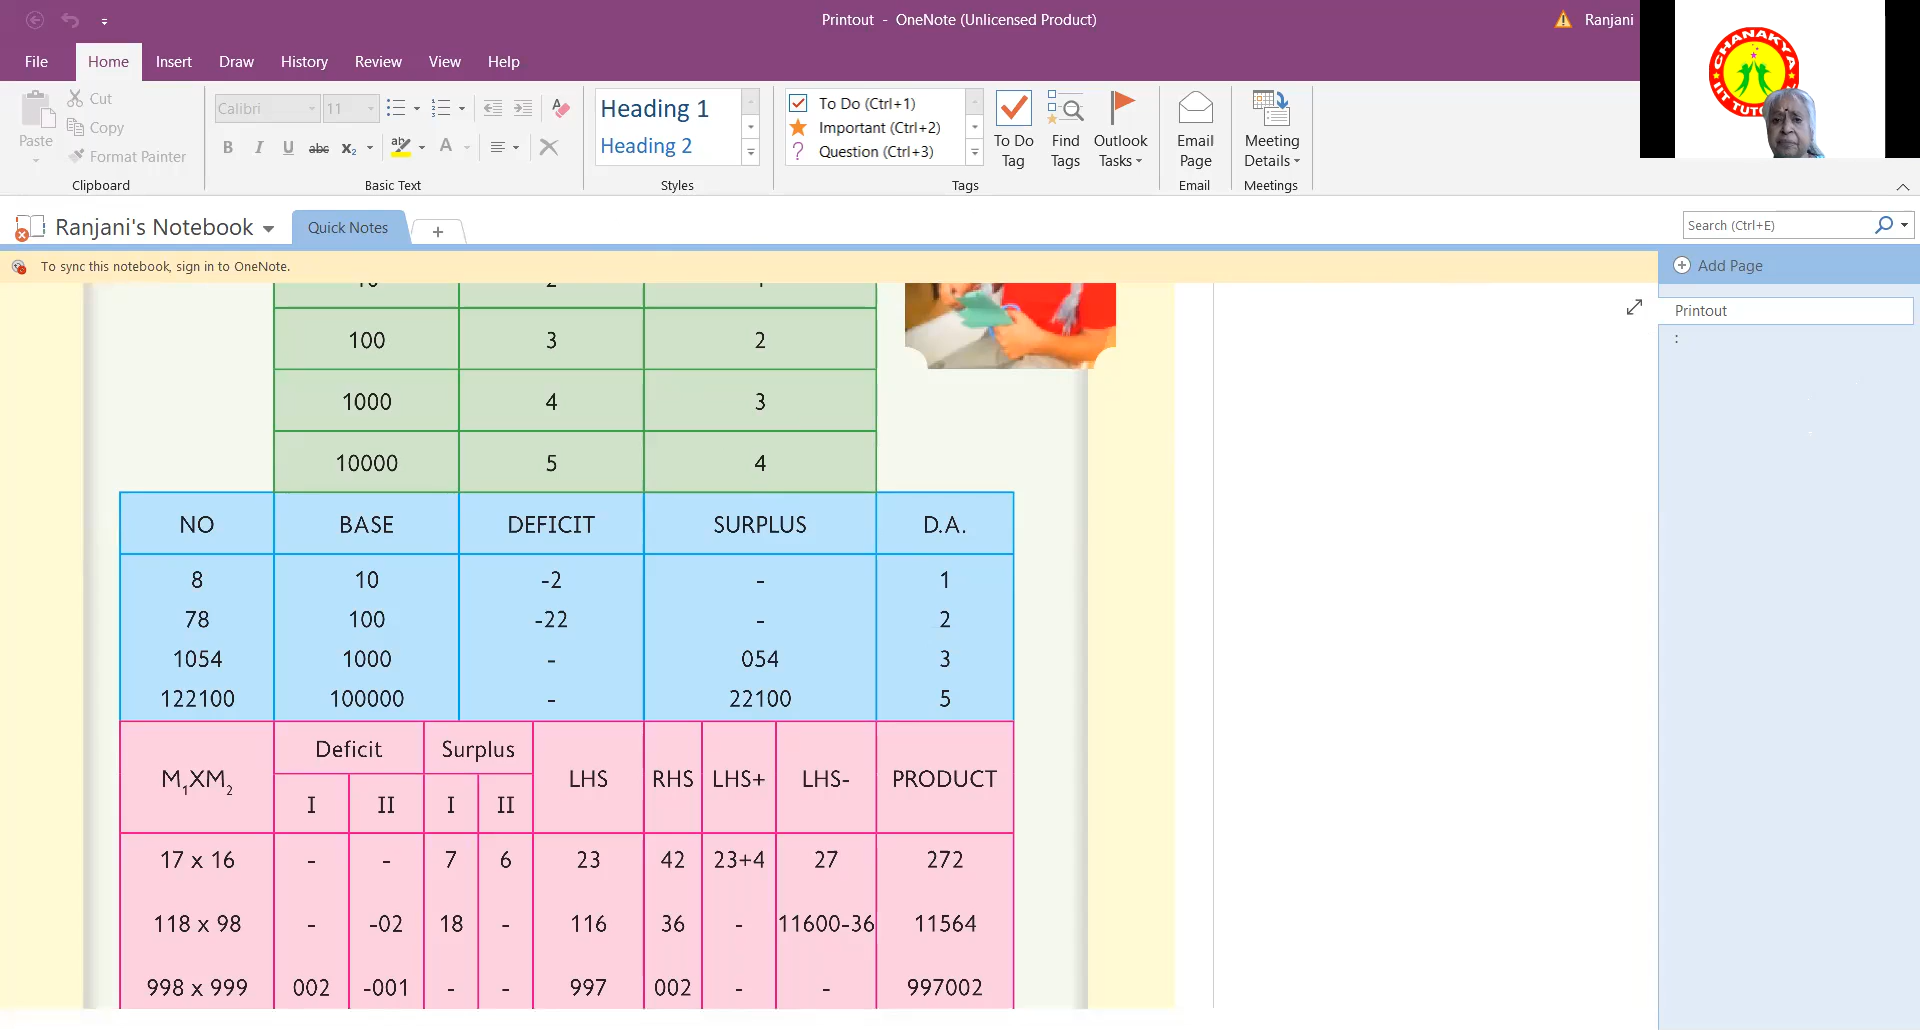 Printout - OneNote (Unlicensed Product)
Ranjani
File Home Insert Draw History Review View Help
Cut
Copy
Format Painter
Paste
Clipboard
Calibri 11
B I U abc x₂ ab A
Basic Text
Heading 1
Heading 2
Styles
To Do (Ctrl+1)
Important (Ctrl+2)
Question (Ctrl+3)
To Do Tag
Find Tags
Outlook Tasks
Tags
Email Page
Email
Meeting Details
Meetings
CHANAKYA
IIT
Ranjani's Notebook
Quick Notes
+
Search (Ctrl+E)
To sync this notebook, sign in to OneNote.
Add Page
Printout
:
100 3 2
1000 4 3
10000 5 4
NO BASE DEFICIT SURPLUS D.A.
8 10 -2 - 1
78 100 -22 - 2
1054 1000 - 054 3
122100 100000 - 22100 5
M₁XM₂ Deficit Surplus LHS RHS LHS+ LHS- PRODUCT
I II I II
17 x 16 - - 7 6 23 42 23+4 27 272
118 x 98 - -02 18 - 116 36 - 11600-36 11564
998 x 999 002 -001 - - 997 002 - - 997002